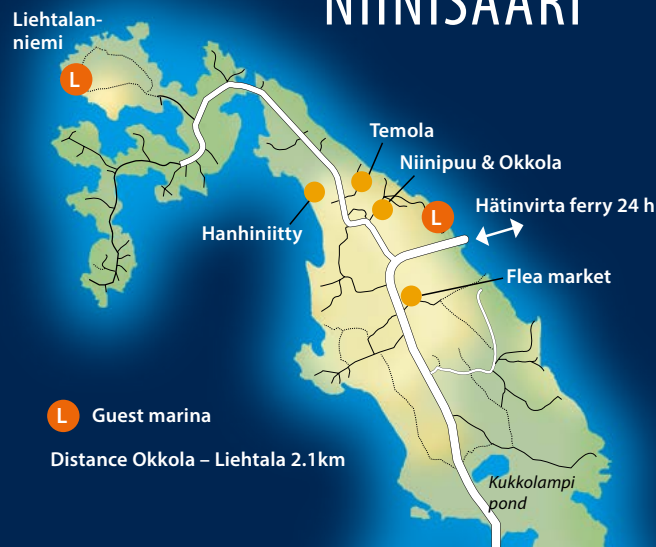 NIINISAARI
Liehtalan-
niemi
L
Temola
Niinipuu & Okkola
L
Hätinvirta ferry 24 h
Hanhiniitty
Flea market
L Guest marina
Distance Okkola – Liehtala 2.1km
Kukkolampi
pond